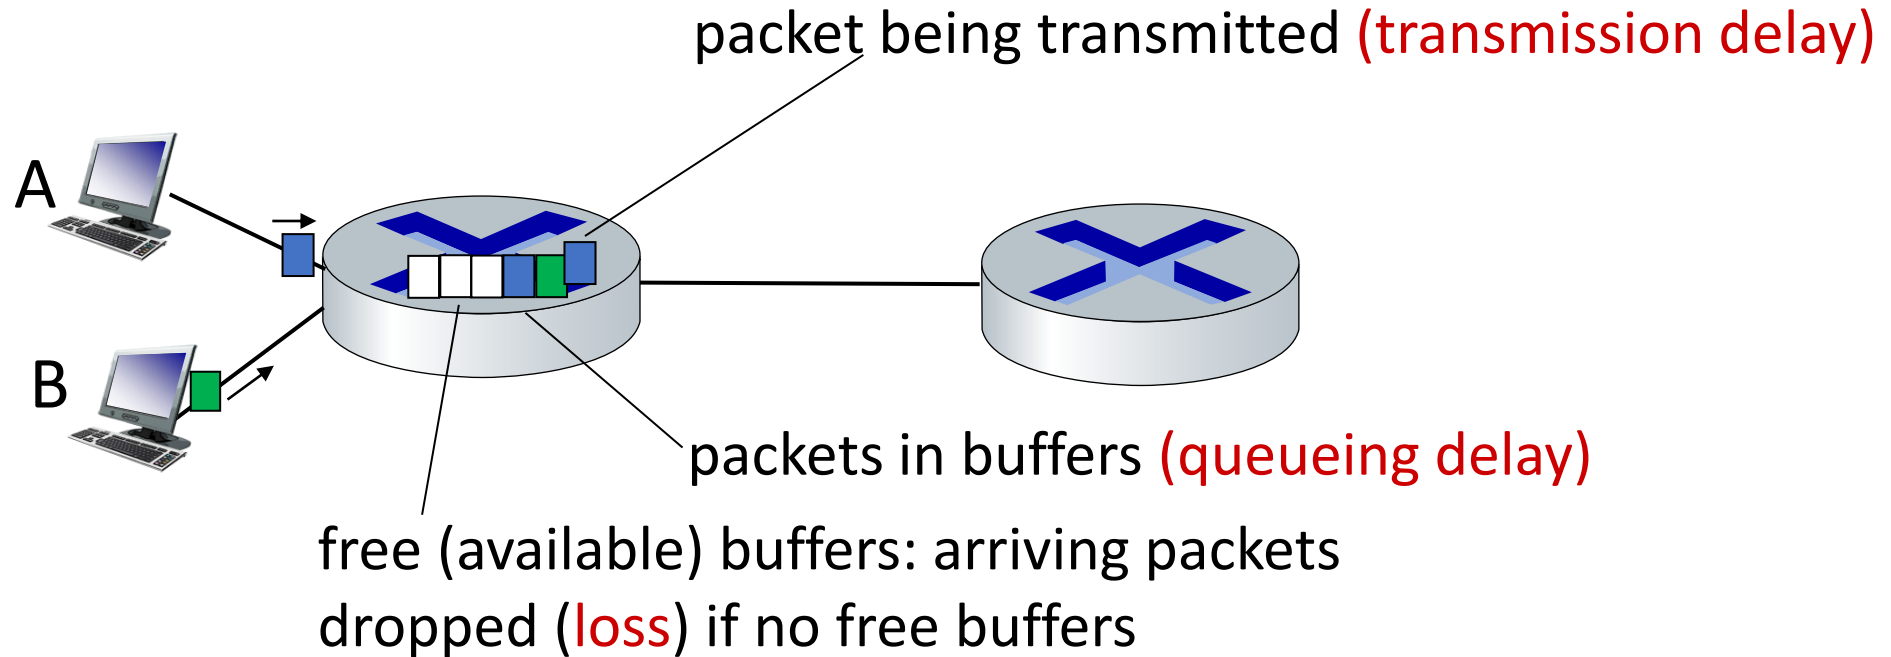 packet being transmitted (transmission delay)
A
B
packets in buffers (queueing delay)
free (available) buffers: arriving packets
dropped (loss) if no free buffers